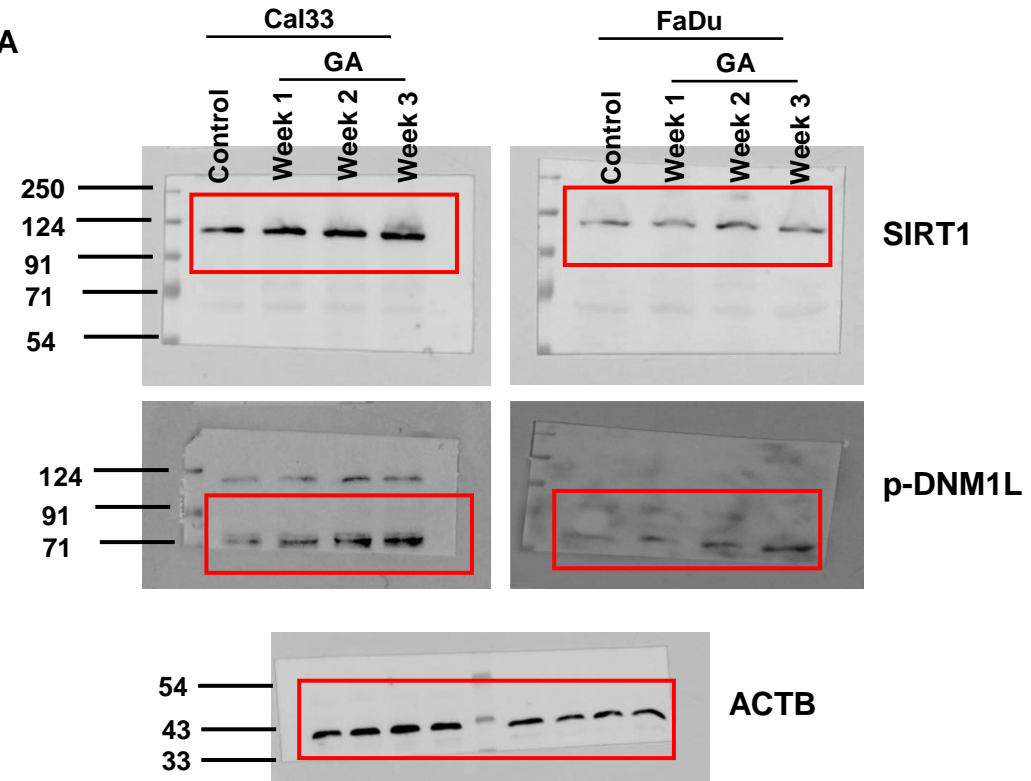 A
Cal33
FaDu
GA
GA
Control
Week 1
Week 2
Week 3
Control
Week 1
Week 2
Week 3
250
124
91
71
54
SIRT1
124
91
71
p-DNM1L
54
43
33
ACTB